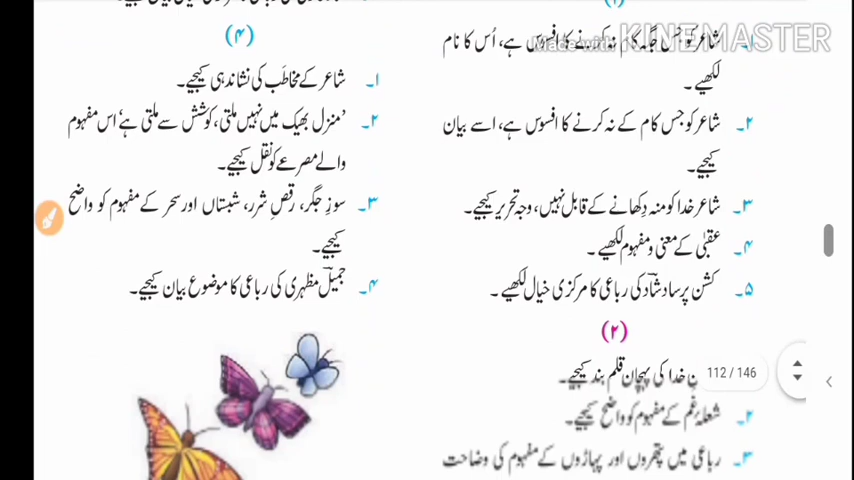 ۱۔ شاعر کو جس جگہ کام نہ کرنے کا افسوس ہے، اُس کا نام
لکھیے۔
۲۔ شاعر کو جس کام کے نہ کرنے کا افسوس ہے، اسے بیان
کیجیے۔
۳۔ شاعر خدا کو منہ دِکھانے کے قابل نہیں، وجہ تحریر کیجیے۔
۴۔ عقبیٰ کے معنی و مفہوم لکھیے۔
۵۔ کشن پرساد شادؔ کی رباعی کا مرکزی خیال لکھیے۔
(۲)
خدا کی پہچان قلم بند کیجیے۔
۲۔ شعلۂ غم کے مفہوم کو واضح کیجیے۔
۳۔ رباعی میں پتھروں اور پہاڑوں کے مفہوم کی وضاحت
(۴)
۱۔ شاعر کے مخاطَب کی نشاندہی کیجیے۔
۲۔ ’منزل بھیک میں نہیں ملتی، کوشش سے ملتی ہے‘ اس مفہوم
والے مصرعے کو نقل کیجیے۔
۳۔ سوزِ جگر، رقصِ شرر، شبستاں اور سحر کے مفہوم کو واضح
کیجیے۔
۴۔ جمیلؔ مظہری کی رباعی کا موضوع بیان کیجیے۔
Made with KINEMASTER
112 / 146